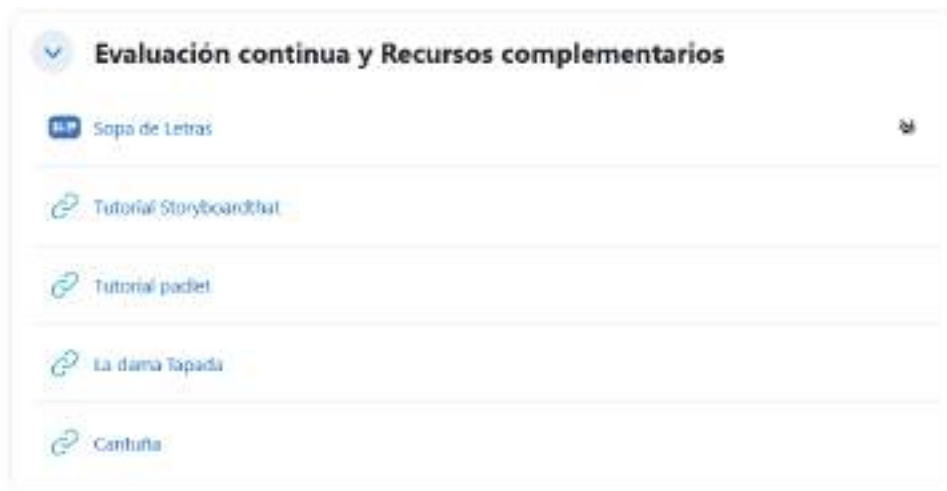 Evaluación continua y Recursos complementarios
Sopa de Letras
Tutorial Storyboardthat
Tutorial padlet
La dama Tapada
Cantuña